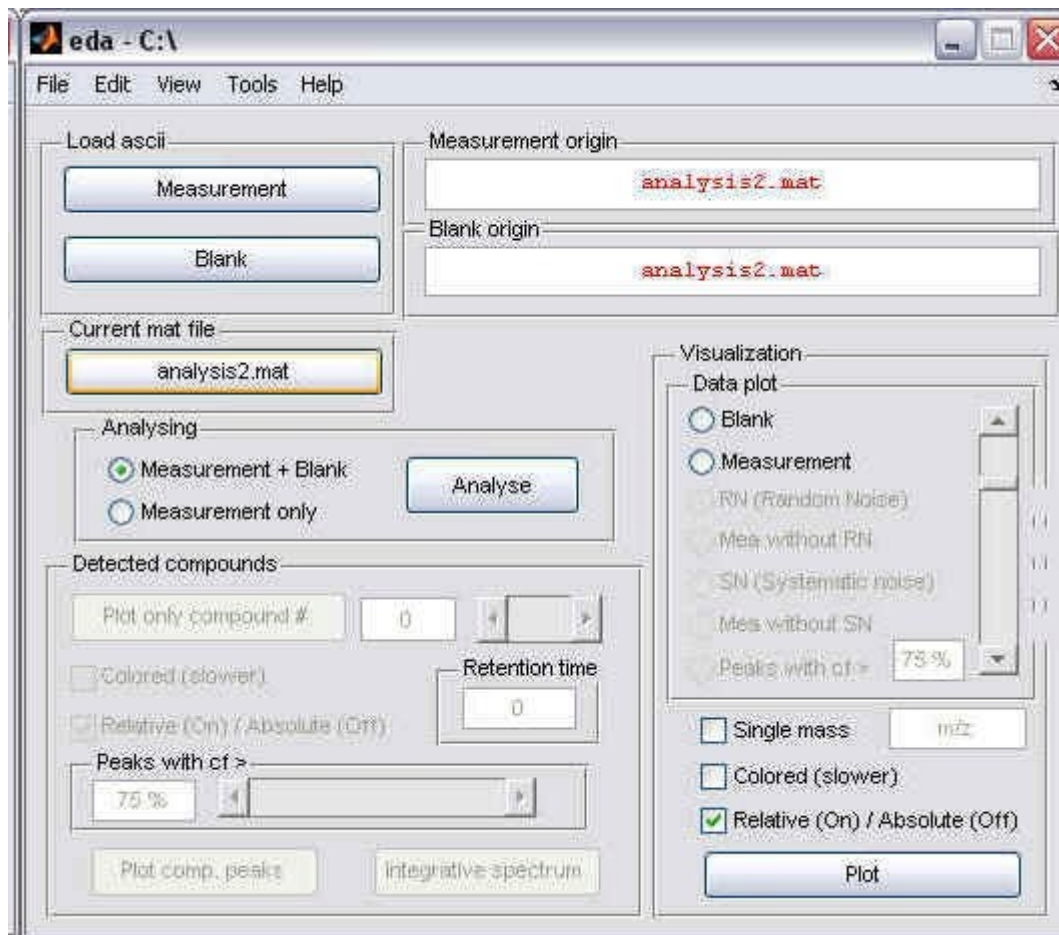 eda - C:\
File Edit View Tools Help
Load ascii
Measurement
Blank
Measurement origin
analysis2.mat
Blank origin
analysis2.mat
Current mat file
analysis2.mat
Analysing
Measurement + Blank
Measurement only
Analyse
Detected compounds
Plot only compound #
0
Colored (slower)
Relative (On) / Absolute (Off)
Retention time
0
Peaks with cf >
75 %
Plot comp. peaks
Integrative spectrum
Visualization
Data plot
Blank
Measurement
RN (Random Noise)
Mea without RN
SN (Systematic noise)
Mea without SN
Peaks with cf > 75 %
Single mass m/z
Colored (slower)
Relative (On) / Absolute (Off)
Plot